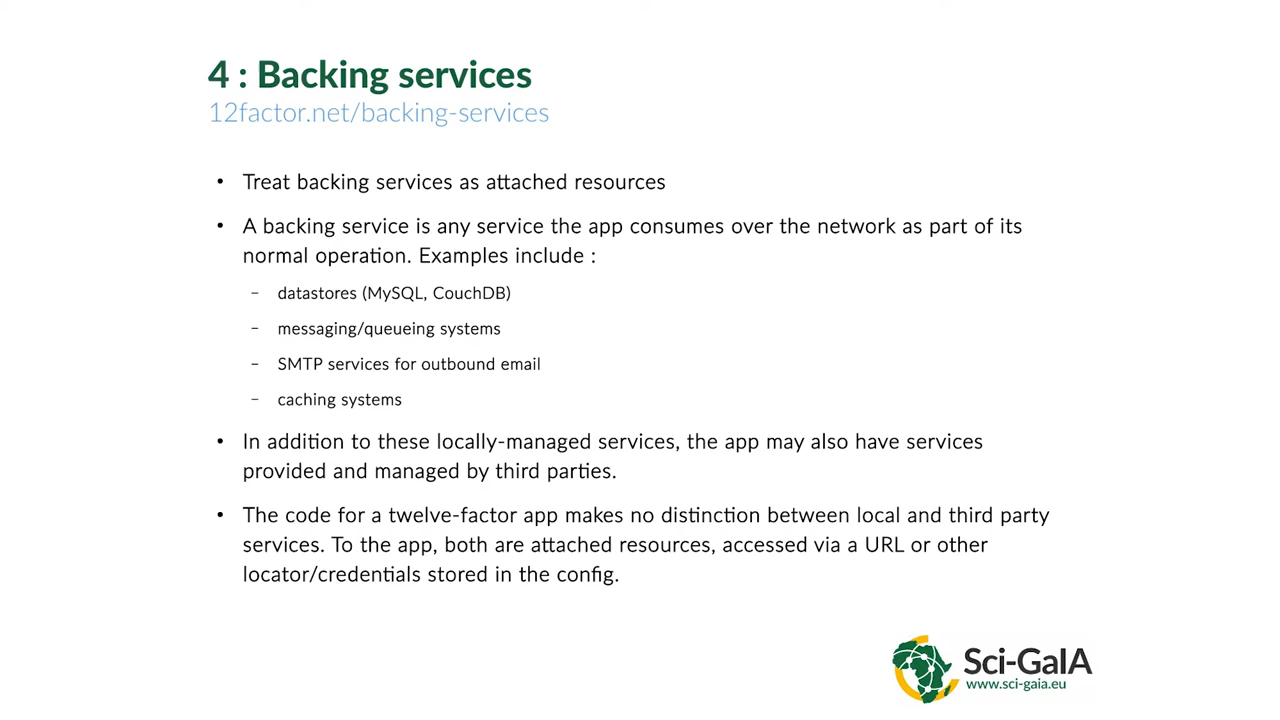 4 : Backing services
12factor.net/backing-services
• Treat backing services as attached resources
• A backing service is any service the app consumes over the network as part of its
normal operation. Examples include :
– datastores (MySQL, CouchDB)
– messaging/queueing systems
– SMTP services for outbound email
– caching systems
• In addition to these locally-managed services, the app may also have services
provided and managed by third parties.
• The code for a twelve-factor app makes no distinction between local and third party
services. To the app, both are attached resources, accessed via a URL or other
locator/credentials stored in the config.
Sci-GaIA
www.sci-gaia.eu